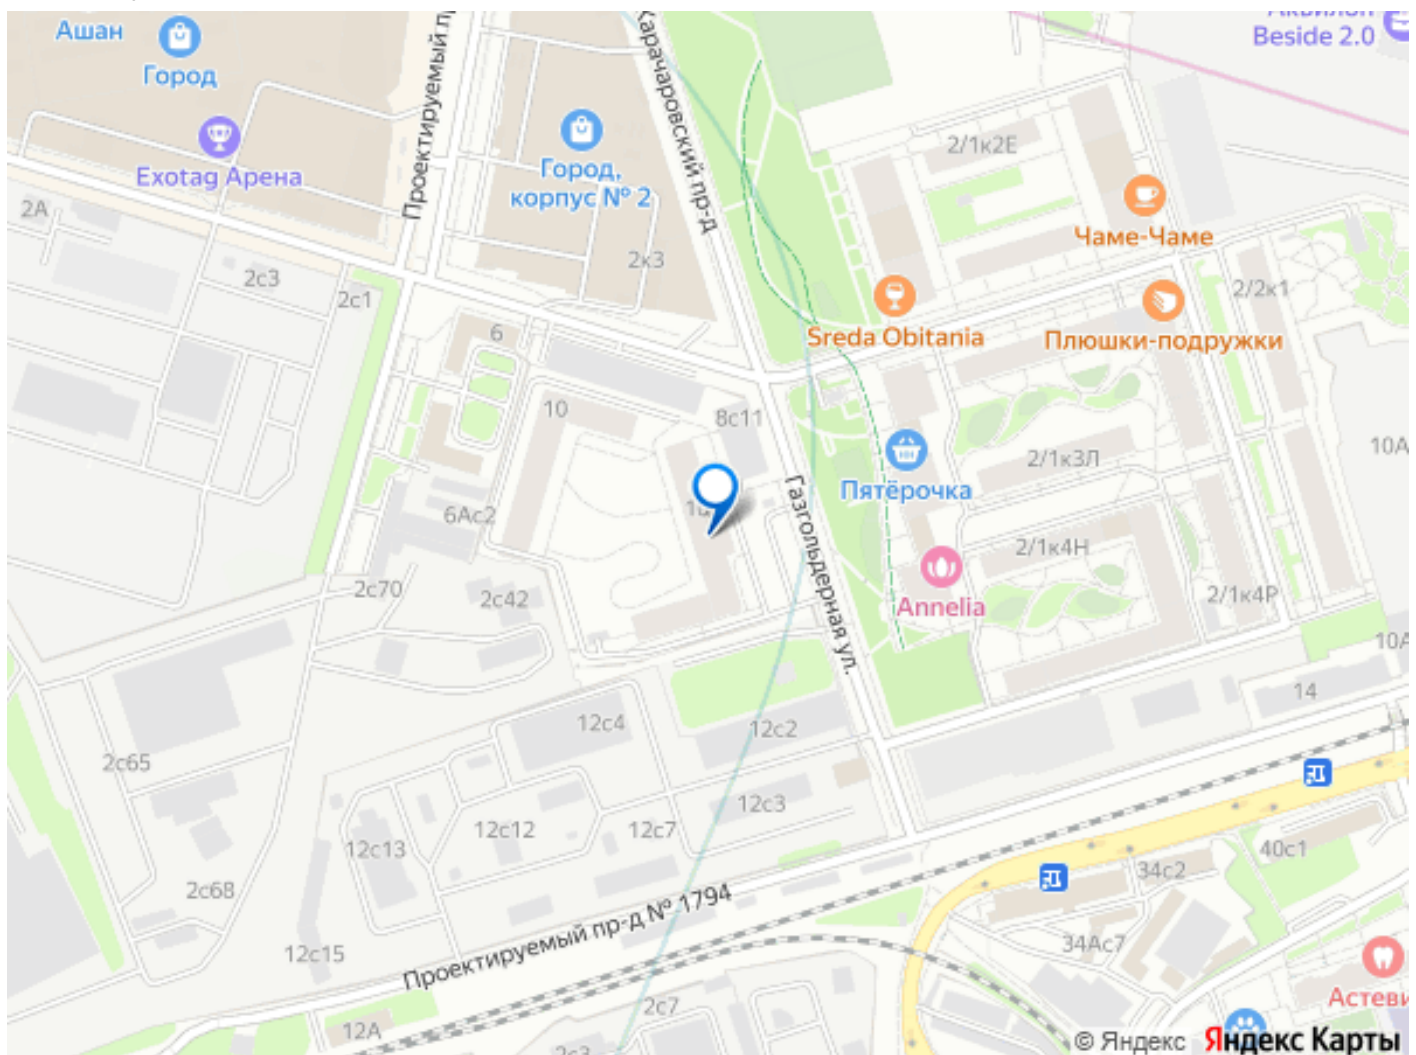 Ашан
Город
Exotag Арена
Проектируемый пр
Карачаровский пр-д
Город,
корпус № 2
Beside 2.0
2/1к2Е
Чаме-Чаме
2А
2с3
2с1
2к3
6
Sreda Obitania
Плюшки-подружки
2/2к1
10
8с11
Пятёрочка
2/1к3Л
10А
6Ас2
Газгольдерная ул.
2/1к4Н
Annelia
2/1к4Р
2с70
2с42
10А
14
12с4
12с2
2с65
12с3
12с12
12с7
12с13
40с1
34с2
2с68
Проектируемый пр-д № 1794
12с15
34Ас7
Астеви
2с7
12А
2с3
© Яндекс Яндекс Карты